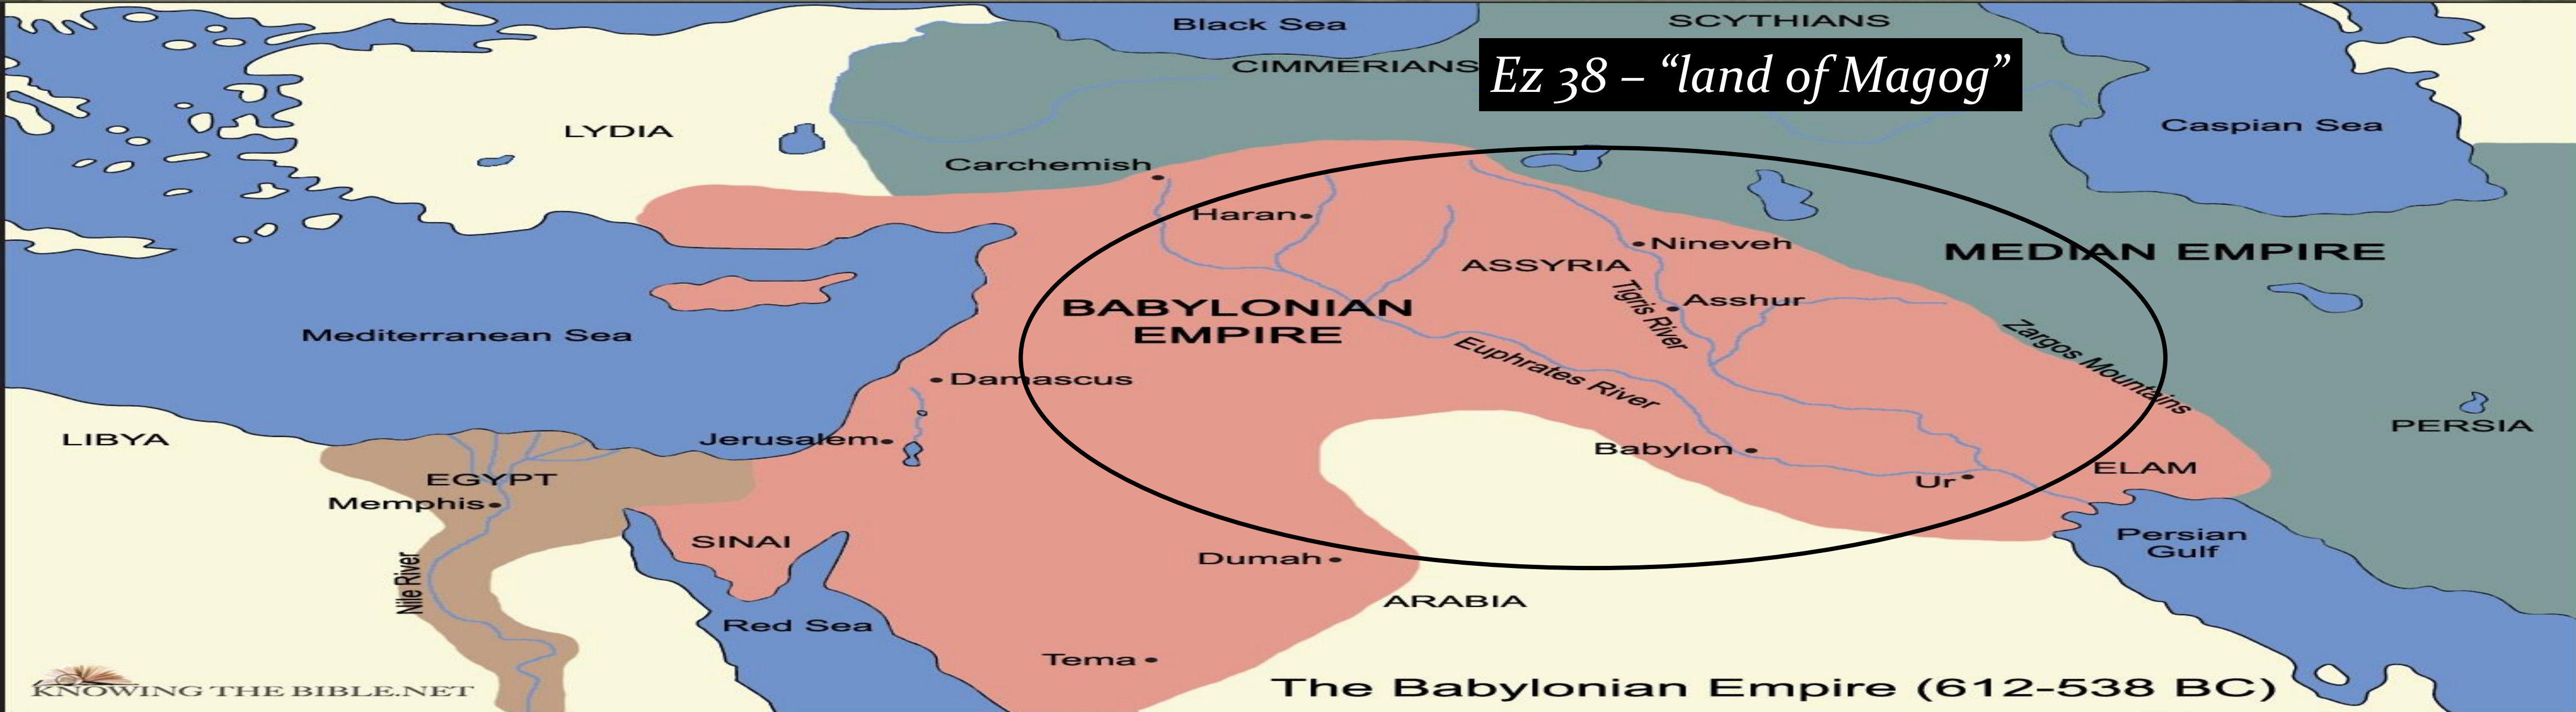 Black Sea
SCYTHIANS
CIMMERIANS
Ez 38 – “land of Magog”
LYDIA
Caspian Sea
Carchemish
Haran
Nineveh
MEDIAN EMPIRE
ASSYRIA
Tigris River
Asshur
BABYLONIAN
EMPIRE
Mediterranean Sea
Zargos Mountains
Euphrates River
Damascus
LIBYA
Jerusalem
PERSIA
Babylon
ELAM
EGYPT
Ur
Memphis
SINAI
Persian
Gulf
Dumah
Nile River
ARABIA
Red Sea
Tema
KNOWING THE BIBLE.NET
The Babylonian Empire (612-538 BC)